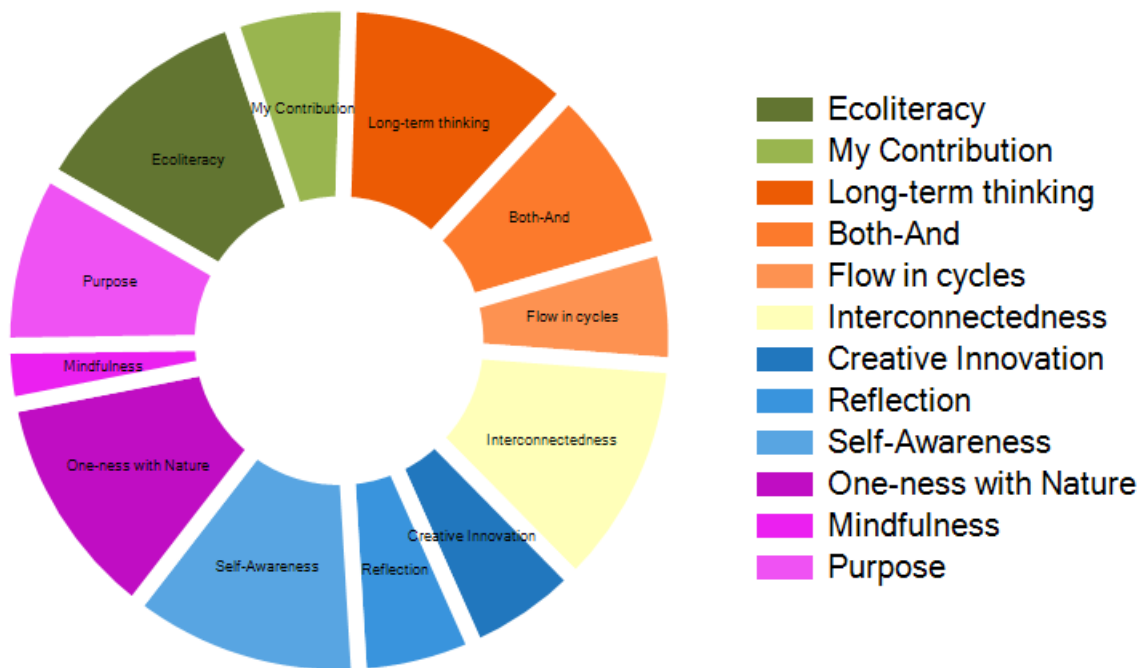 My Contribution
Long-term thinking
Ecoliteracy
Both-And
Purpose
Flow in cycles
Mindfulness
Interconnectedness
One-ness with Nature
Creative Innovation
Self-Awareness
Reflection
Ecoliteracy
My Contribution
Long-term thinking
Both-And
Flow in cycles
Interconnectedness
Creative Innovation
Reflection
Self-Awareness
One-ness with Nature
Mindfulness
Purpose